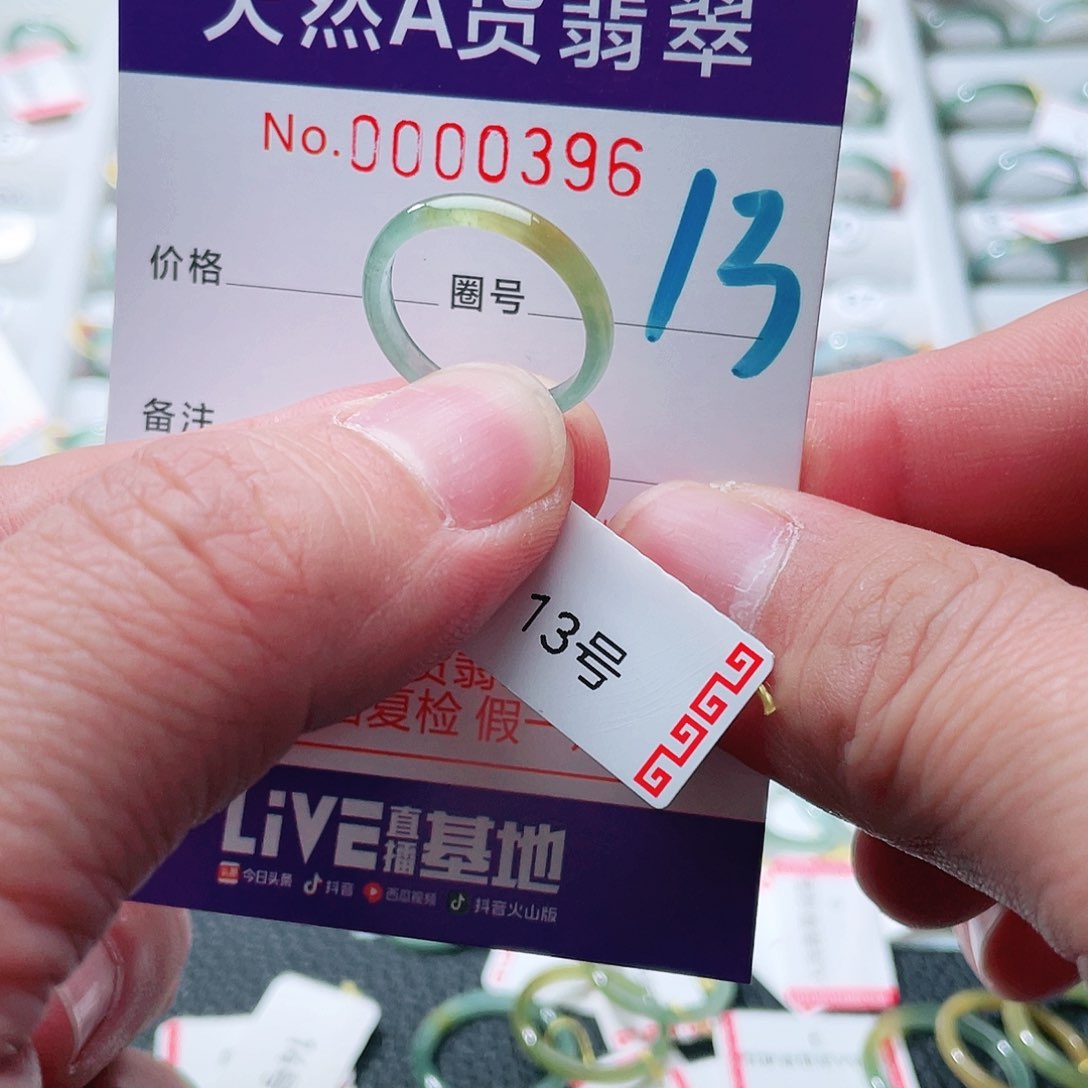 天然A货翡翠
No.0000396
13
价格
圈号
备注
13号
货翡
复检 假一
LiVE直播基地
今日头条 抖音 西瓜视频 抖音火山版